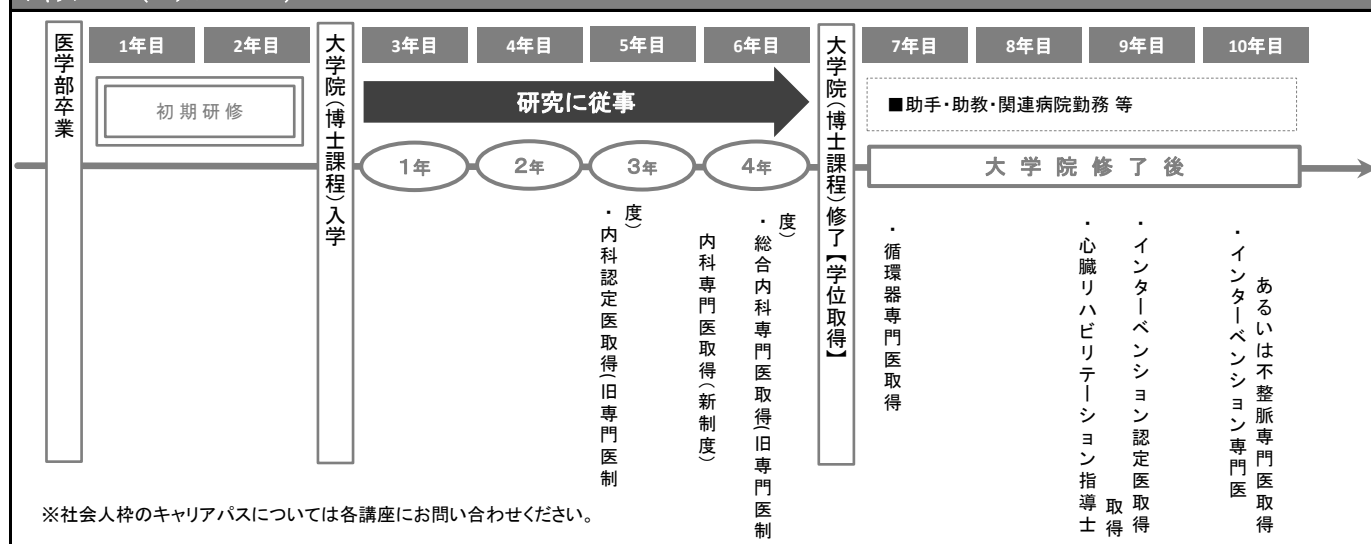 医学部卒業
1年目
2年目
初期研修
大学院(博士課程)入学
3年目
4年目
5年目
6年目
研究に従事
1年
2年
3年
4年
・内科認定医取得(旧専門医制
度)
内科専門医取得(新制度)
・総合内科専門医取得(旧専門医制
度)
大学院(博士課程)修了【学位取得】
7年目
8年目
9年目
10年目
■助手・助教・関連病院勤務 等
大学院修了後
・循環器専門医取得
・心臓リハビリテーション指導士
取得
・インターベンション認定医取得
・インターベンション専門医
あるいは不整脈専門医取得
※社会人枠のキャリアパスについては各講座にお問い合わせください。